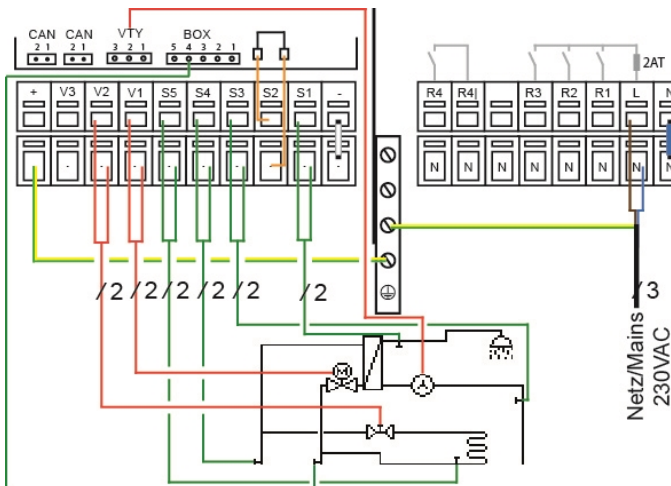 CAN CAN VTY BOX
2 1 2 1 3 2 1 5 4 3 2 1
2AT
+ V3 V2 V1 S5 S4 S3 S2 S1 -
R4 R4| R3 R2 R1 L N
- - - - - - - -
N N N N N N N N
/2 /2 /2 /2 /2 /2
/3
Netz/Mains
230VAC
M